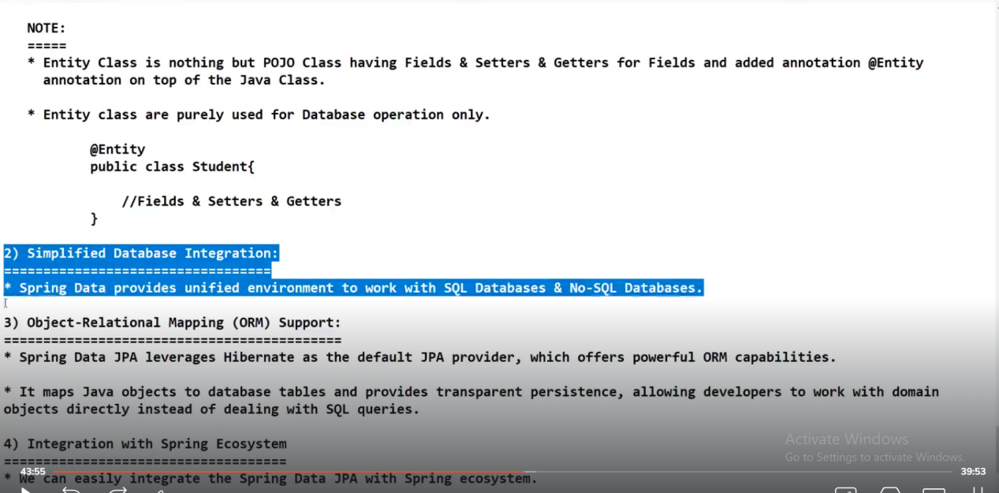 NOTE:
=====
* Entity Class is nothing but POJO Class having Fields & Setters & Getters for Fields and added annotation @Entity
annotation on top of the Java Class.
* Entity class are purely used for Database operation only.
@Entity
public class Student{
//Fields & Setters & Getters
}
2) Simplified Database Integration:
==================================
* Spring Data provides unified environment to work with SQL Databases & No-SQL Databases.
3) Object-Relational Mapping (ORM) Support:
===========================================
* Spring Data JPA leverages Hibernate as the default JPA provider, which offers powerful ORM capabilities.
* It maps Java objects to database tables and provides transparent persistence, allowing developers to work with domain
objects directly instead of dealing with SQL queries.
Activate Windows
4) Integration with Spring Ecosystem
Go to Settings to activate Windows.
====================================
43:55
39:53
* We can easily integrate the Spring Data JPA with Spring ecosystem.